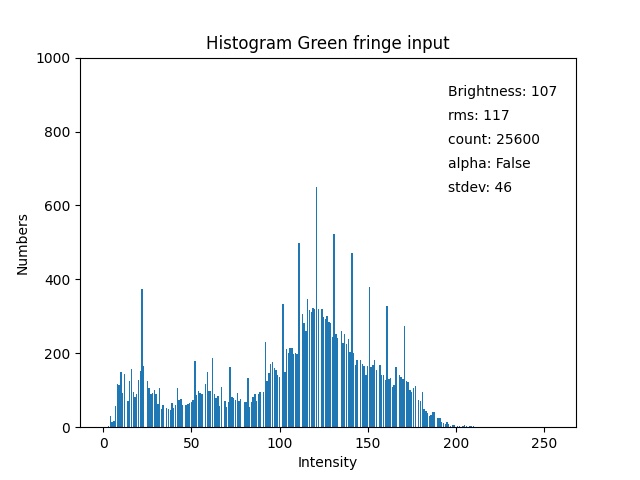 Histogram Green fringe input
Brightness: 107
rms: 117
count: 25600
alpha: False
stdev: 46
Numbers
1000
800
600
400
200
0
0 50 100 150 200 250
Intensity